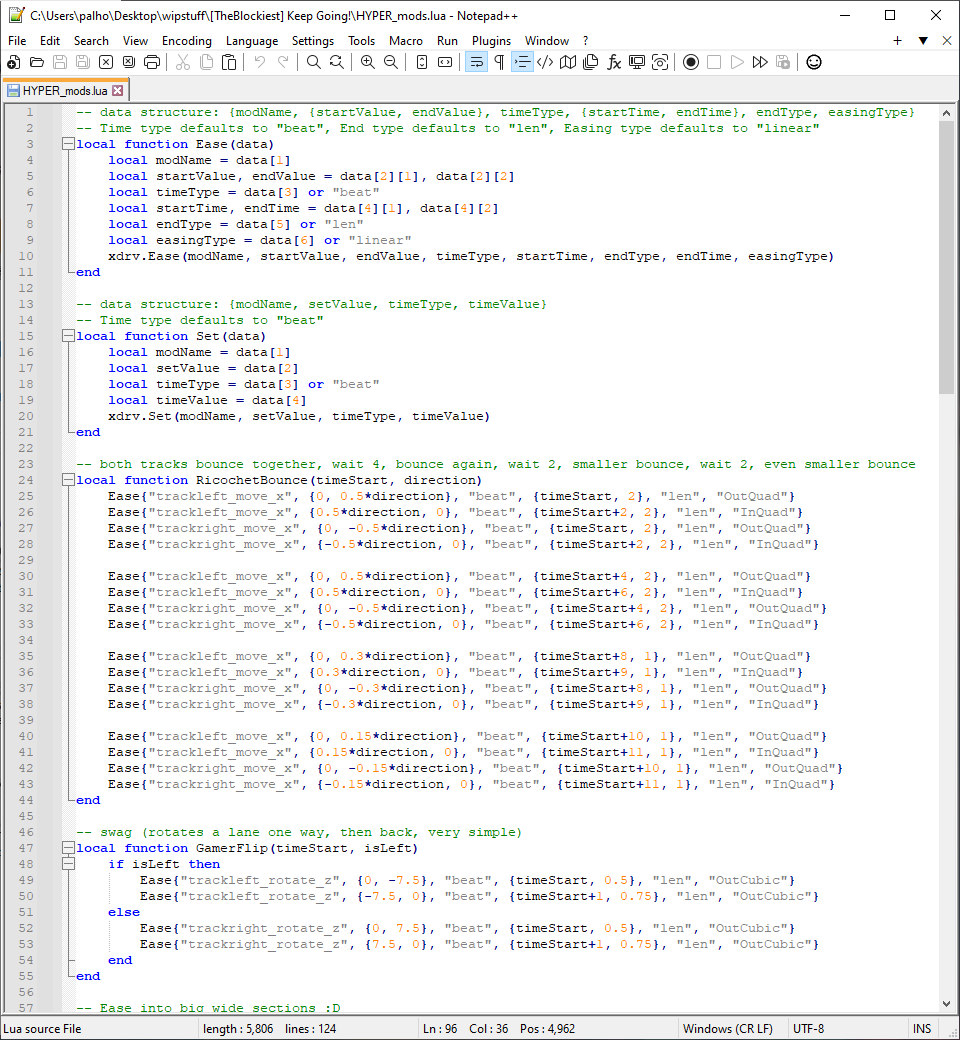 C:\Users\palho\Desktop\wipstuff\[TheBlockiest] Keep Going!\HYPER_mods.lua - Notepad++
File Edit Search View Encoding Language Settings Tools Macro Run Plugins Window ?
HYPER_mods.lua
1 -- data structure: {modName, {startValue, endValue}, timeType, {startTime, endTime}, endType, easingType}
2 -- Time type defaults to "beat", End type defaults to "len", Easing type defaults to "linear"
3 local function Ease(data)
4 local modName = data[1]
5 local startValue, endValue = data[2][1], data[2][2]
6 local timeType = data[3] or "beat"
7 local startTime, endTime = data[4][1], data[4][2]
8 local endType = data[5] or "len"
9 local easingType = data[6] or "linear"
10 xdrv.Ease(modName, startValue, endValue, timeType, startTime, endType, endTime, easingType)
11 end
12
13 -- data structure: {modName, setValue, timeType, timeValue}
14 -- Time type defaults to "beat"
15 local function Set(data)
16 local modName = data[1]
17 local setValue = data[2]
18 local timeType = data[3] or "beat"
19 local timeValue = data[4]
20 xdrv.Set(modName, setValue, timeType, timeValue)
21 end
22
23 -- both tracks bounce together, wait 4, bounce again, wait 2, smaller bounce, wait 2, even smaller bounce
24 local function RicochetBounce(timeStart, direction)
25 Ease{"trackleft_move_x", {0, 0.5*direction}, "beat", {timeStart, 2}, "len", "OutQuad"}
26 Ease{"trackleft_move_x", {0.5*direction, 0}, "beat", {timeStart+2, 2}, "len", "InQuad"}
27 Ease{"trackright_move_x", {0, -0.5*direction}, "beat", {timeStart, 2}, "len", "OutQuad"}
28 Ease{"trackright_move_x", {-0.5*direction, 0}, "beat", {timeStart+2, 2}, "len", "InQuad"}
29
30 Ease{"trackleft_move_x", {0, 0.5*direction}, "beat", {timeStart+4, 2}, "len", "OutQuad"}
31 Ease{"trackleft_move_x", {0.5*direction, 0}, "beat", {timeStart+6, 2}, "len", "InQuad"}
32 Ease{"trackright_move_x", {0, -0.5*direction}, "beat", {timeStart+4, 2}, "len", "OutQuad"}
33 Ease{"trackright_move_x", {-0.5*direction, 0}, "beat", {timeStart+6, 2}, "len", "InQuad"}
34
35 Ease{"trackleft_move_x", {0, 0.3*direction}, "beat", {timeStart+8, 1}, "len", "OutQuad"}
36 Ease{"trackleft_move_x", {0.3*direction, 0}, "beat", {timeStart+9, 1}, "len", "InQuad"}
37 Ease{"trackright_move_x", {0, -0.3*direction}, "beat", {timeStart+8, 1}, "len", "OutQuad"}
38 Ease{"trackright_move_x", {-0.3*direction, 0}, "beat", {timeStart+9, 1}, "len", "InQuad"}
39
40 Ease{"trackleft_move_x", {0, 0.15*direction}, "beat", {timeStart+10, 1}, "len", "OutQuad"}
41 Ease{"trackleft_move_x", {0.15*direction, 0}, "beat", {timeStart+11, 1}, "len", "InQuad"}
42 Ease{"trackright_move_x", {0, -0.15*direction}, "beat", {timeStart+10, 1}, "len", "OutQuad"}
43 Ease{"trackright_move_x", {-0.15*direction, 0}, "beat", {timeStart+11, 1}, "len", "InQuad"}
44 end
45
46 -- swag (rotates a lane one way, then back, very simple)
47 local function GamerFlip(timeStart, isLeft)
48 if isLeft then
49 Ease{"trackleft_rotate_z", {0, -7.5}, "beat", {timeStart, 0.5}, "len", "OutCubic"}
50 Ease{"trackleft_rotate_z", {-7.5, 0}, "beat", {timeStart+1, 0.75}, "len", "OutCubic"}
51 else
52 Ease{"trackright_rotate_z", {0, 7.5}, "beat", {timeStart, 0.5}, "len", "OutCubic"}
53 Ease{"trackright_rotate_z", {7.5, 0}, "beat", {timeStart+1, 0.75}, "len", "OutCubic"}
54 end
55 end
56
57 -- Ease into big wide sections :D
Lua source File length : 5,806 lines : 124 Ln : 96 Col : 36 Pos : 4,962 Windows (CR LF) UTF-8 INS